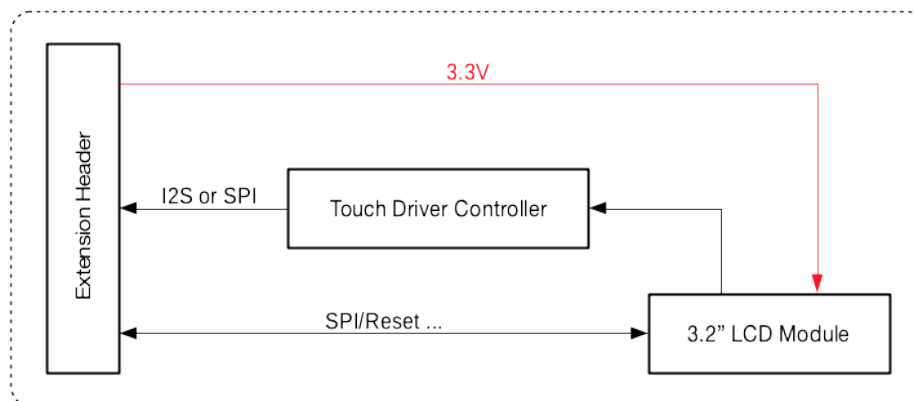 3.3V
Extension Header
I2S or SPI
Touch Driver Controller
SPI/Reset ...
3.2” LCD Module